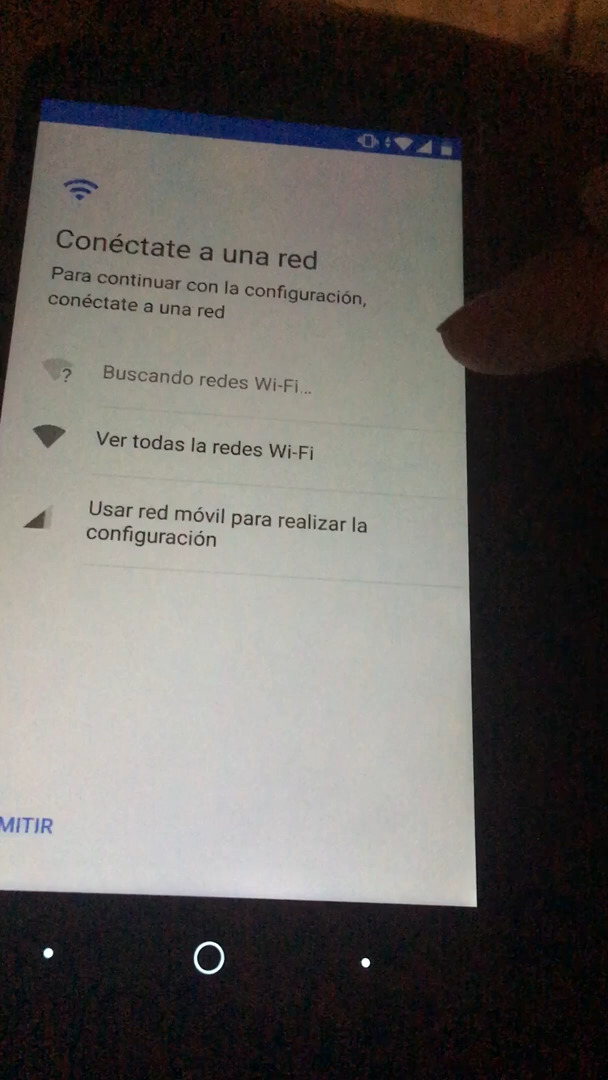 Conéctate a una red
Para continuar con la configuración,
conéctate a una red
?
Buscando redes Wi-Fi...
Ver todas la redes Wi-Fi
Usar red móvil para realizar la
configuración
MITIR